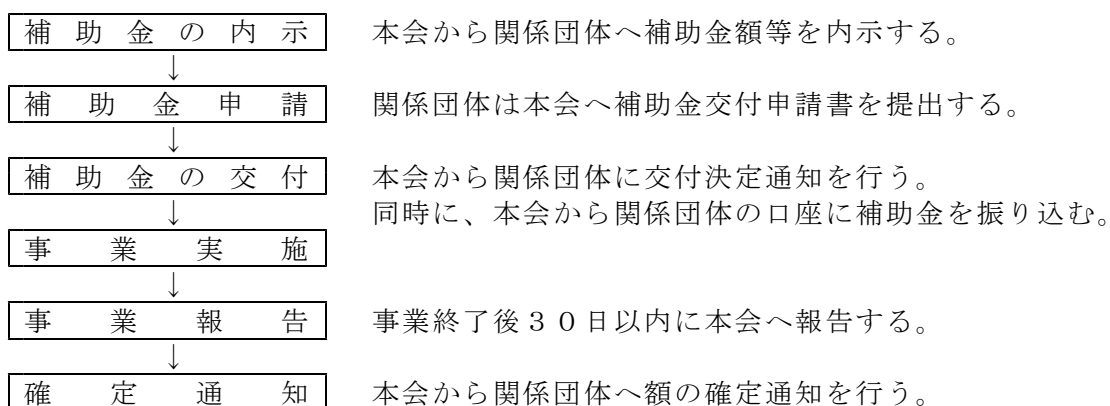 補助金の内示　本会から関係団体へ補助金額等を内示する。
↓
補助金申請　関係団体は本会へ補助金交付申請書を提出する。
↓
補助金の交付　本会から関係団体に交付決定通知を行う。
↓　同時に、本会から関係団体の口座に補助金を振り込む。
事業実施
↓
事業報告　事業終了後３０日以内に本会へ報告する。
↓
確定通知　本会から関係団体へ額の確定通知を行う。